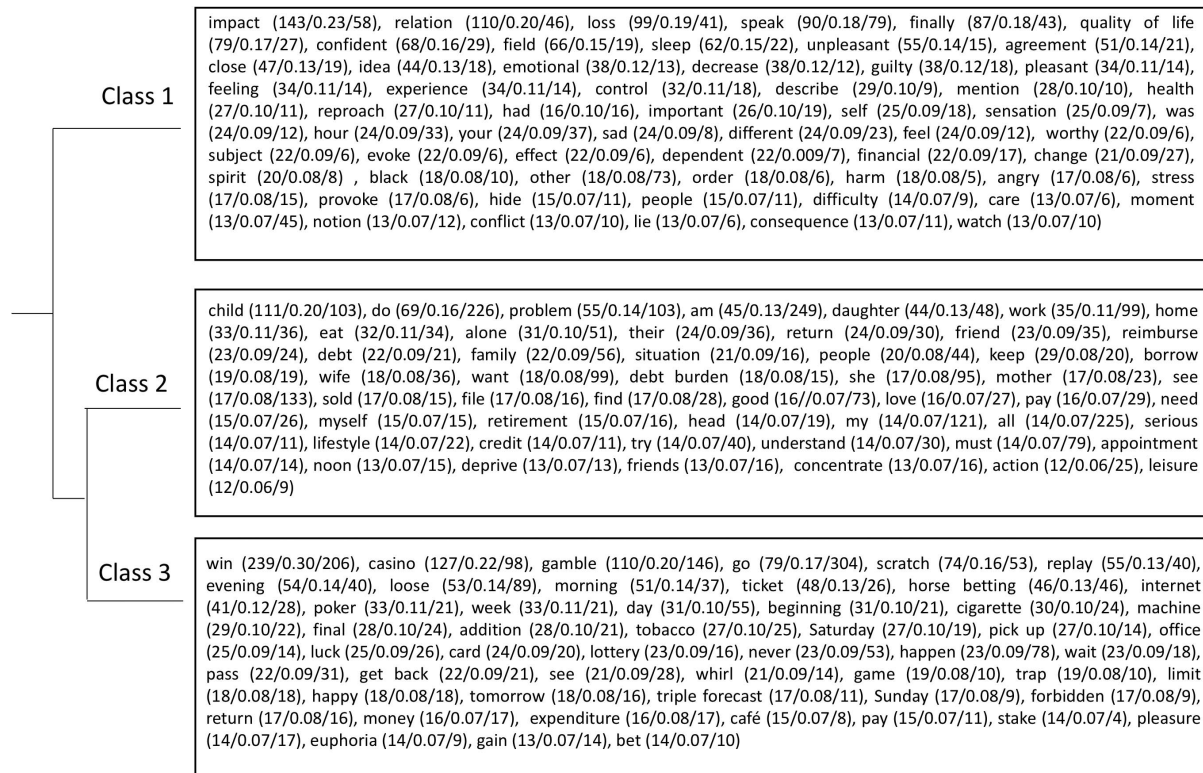 Class 1
impact (143/0.23/58), relation (110/0.20/46), loss (99/0.19/41), speak (90/0.18/79), finally (87/0.18/43), quality of life
(79/0.17/27), confident (68/0.16/29), field (66/0.15/19), sleep (62/0.15/22), unpleasant (55/0.14/15), agreement (51/0.14/21),
close (47/0.13/19), idea (44/0.13/18), emotional (38/0.12/13), decrease (38/0.12/12), guilty (38/0.12/18), pleasant (34/0.11/14),
feeling (34/0.11/14), experience (34/0.11/14), control (32/0.11/18), describe (29/0.10/9), mention (28/0.10/10), health
(27/0.10/11), reproach (27/0.10/11), had (16/0.10/16), important (26/0.10/19), self (25/0.09/18), sensation (25/0.09/7), was
(24/0.09/12), hour (24/0.09/33), your (24/0.09/37), sad (24/0.09/8), different (24/0.09/23), feel (24/0.09/12), worthy (22/0.09/6),
subject (22/0.09/6), evoke (22/0.09/6), effect (22/0.09/6), dependent (22/0.009/7), financial (22/0.09/17), change (21/0.09/27),
spirit (20/0.08/8) , black (18/0.08/10), other (18/0.08/73), order (18/0.08/6), harm (18/0.08/5), angry (17/0.08/6), stress
(17/0.08/15), provoke (17/0.08/6), hide (15/0.07/11), people (15/0.07/11), difficulty (14/0.07/9), care (13/0.07/6), moment
(13/0.07/45), notion (13/0.07/12), conflict (13/0.07/10), lie (13/0.07/6), consequence (13/0.07/11), watch (13/0.07/10)
Class 2
child (111/0.20/103), do (69/0.16/226), problem (55/0.14/103), am (45/0.13/249), daughter (44/0.13/48), work (35/0.11/99), home
(33/0.11/36), eat (32/0.11/34), alone (31/0.10/51), their (24/0.09/36), return (24/0.09/30), friend (23/0.09/35), reimburse
(23/0.09/24), debt (22/0.09/21), family (22/0.09/56), situation (21/0.09/16), people (20/0.08/44), keep (29/0.08/20), borrow
(19/0.08/19), wife (18/0.08/36), want (18/0.08/99), debt burden (18/0.08/15), she (17/0.08/95), mother (17/0.08/23), see
(17/0.08/133), sold (17/0.08/15), file (17/0.08/16), find (17/0.08/28), good (16//0.07/73), love (16/0.07/27), pay (16/0.07/29), need
(15/0.07/26), myself (15/0.07/15), retirement (15/0.07/16), head (14/0.07/19), my (14/0.07/121), all (14/0.07/225), serious
(14/0.07/11), lifestyle (14/0.07/22), credit (14/0.07/11), try (14/0.07/40), understand (14/0.07/30), must (14/0.07/79), appointment
(14/0.07/14), noon (13/0.07/15), deprive (13/0.07/13), friends (13/0.07/16), concentrate (13/0.07/16), action (12/0.06/25), leisure
(12/0.06/9)
Class 3
win (239/0.30/206), casino (127/0.22/98), gamble (110/0.20/146), go (79/0.17/304), scratch (74/0.16/53), replay (55/0.13/40),
evening (54/0.14/40), loose (53/0.14/89), morning (51/0.14/37), ticket (48/0.13/26), horse betting (46/0.13/46), internet
(41/0.12/28), poker (33/0.11/21), week (33/0.11/21), day (31/0.10/55), beginning (31/0.10/21), cigarette (30/0.10/24), machine
(29/0.10/22), final (28/0.10/24), addition (28/0.10/21), tobacco (27/0.10/25), Saturday (27/0.10/19), pick up (27/0.10/14), office
(25/0.09/14), luck (25/0.09/26), card (24/0.09/20), lottery (23/0.09/16), never (23/0.09/53), happen (23/0.09/78), wait (23/0.09/18),
pass (22/0.09/31), get back (22/0.09/21), see (21/0.09/28), whirl (21/0.09/14), game (19/0.08/10), trap (19/0.08/10), limit
(18/0.08/18), happy (18/0.08/18), tomorrow (18/0.08/16), triple forecast (17/0.08/11), Sunday (17/0.08/9), forbidden (17/0.08/9),
return (17/0.08/16), money (16/0.07/17), expenditure (16/0.08/17), café (15/0.07/8), pay (15/0.07/11), stake (14/0.07/4), pleasure
(14/0.07/17), euphoria (14/0.07/9), gain (13/0.07/14), bet (14/0.07/10)